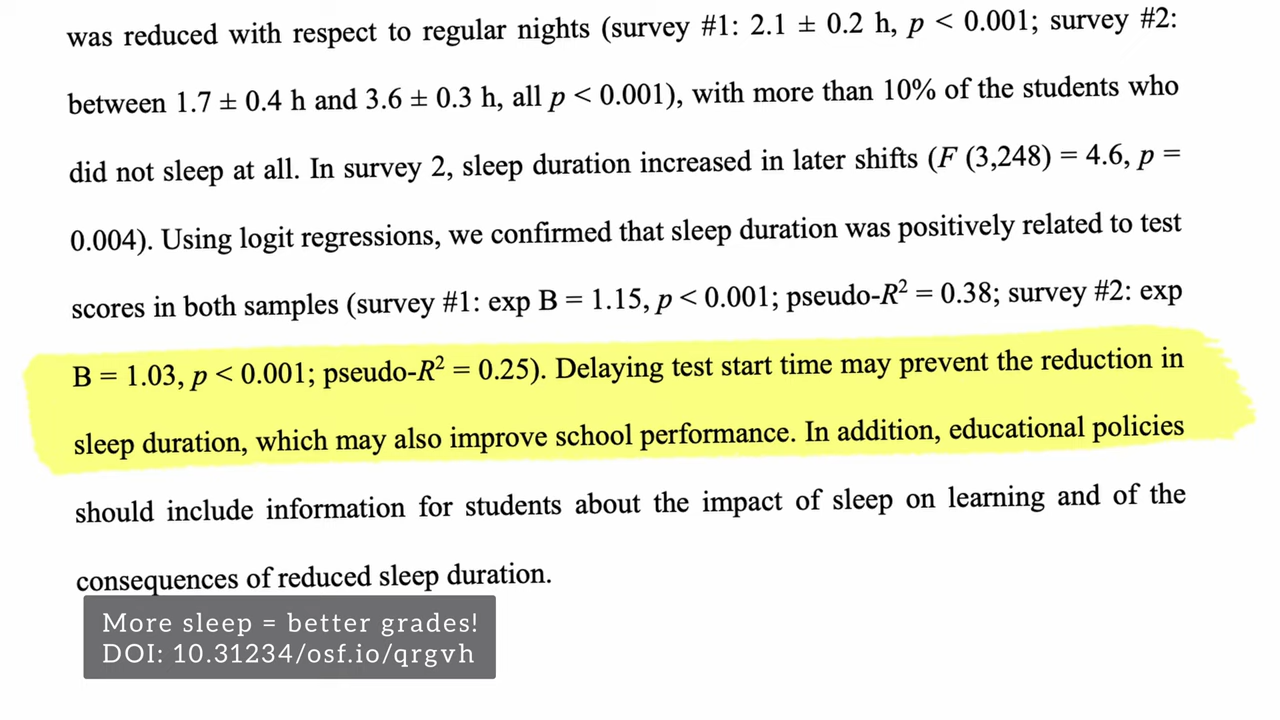 was reduced with respect to regular nights (survey #1: 2.1 ± 0.2 h, p < 0.001; survey #2:
between 1.7 ± 0.4 h and 3.6 ± 0.3 h, all p < 0.001), with more than 10% of the students who
did not sleep at all. In survey 2, sleep duration increased in later shifts (F (3,248) = 4.6, p =
0.004). Using logit regressions, we confirmed that sleep duration was positively related to test
scores in both samples (survey #1: exp B = 1.15, p < 0.001; pseudo-R² = 0.38; survey #2: exp
B = 1.03, p < 0.001; pseudo-R² = 0.25). Delaying test start time may prevent the reduction in
sleep duration, which may also improve school performance. In addition, educational policies
should include information for students about the impact of sleep on learning and of the
consequences of reduced sleep duration.
More sleep = better grades!
DOI: 10.31234/osf.io/qrgvh